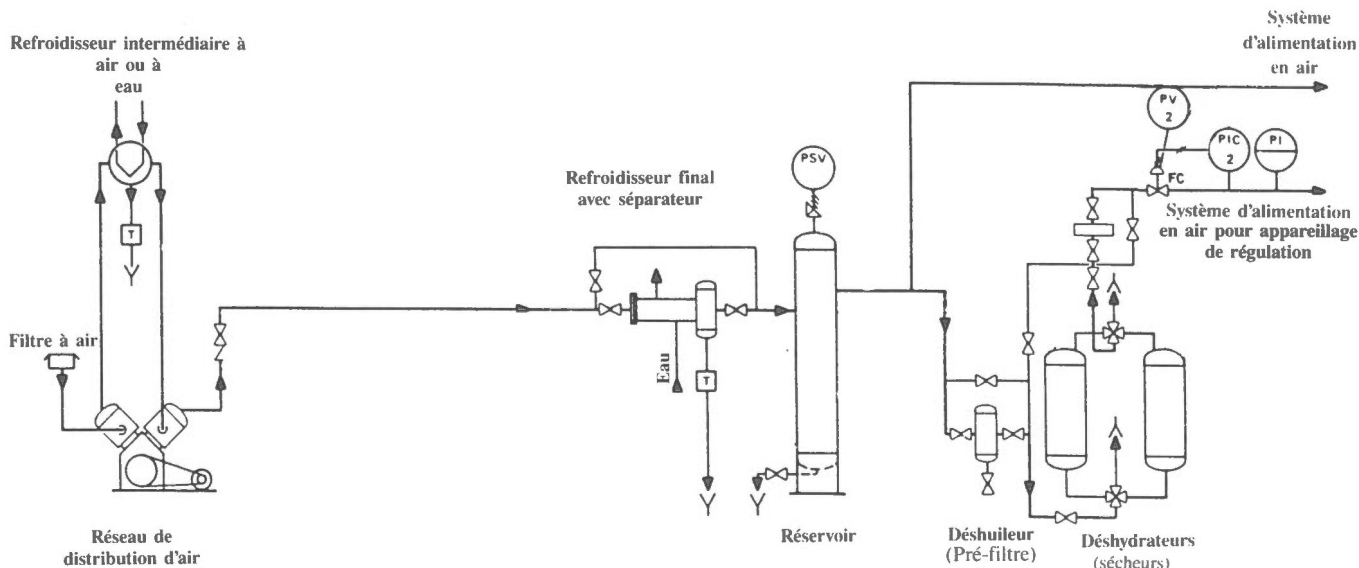 Système
d'alimentation
en air
Refroidisseur intermédiaire à
air ou à
eau
PV
2
PIC
2
PI
PSV
FC
Refroidisseur final
avec séparateur
Système d'alimentation
en air pour appareillage
de régulation
T
Filtre à air
Eau
T
Réseau de
distribution d'air
Réservoir
Déshuileur
(Pré-filtre)
Déshydrateurs
(sécheurs)